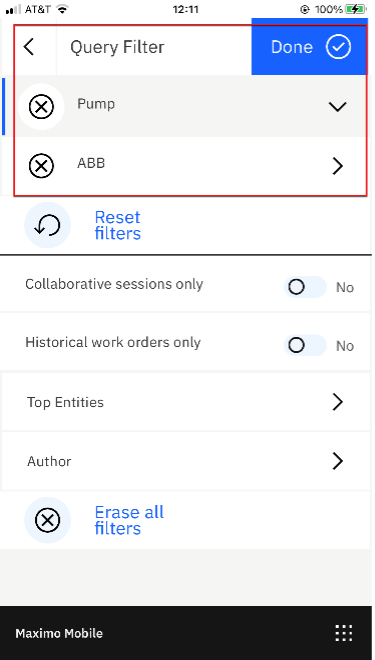 AT&T 12:11 100%
Query Filter Done
Pump
ABB
Reset
filters
Collaborative sessions only No
Historical work orders only No
Top Entities
Author
Erase all
filters
Maximo Mobile